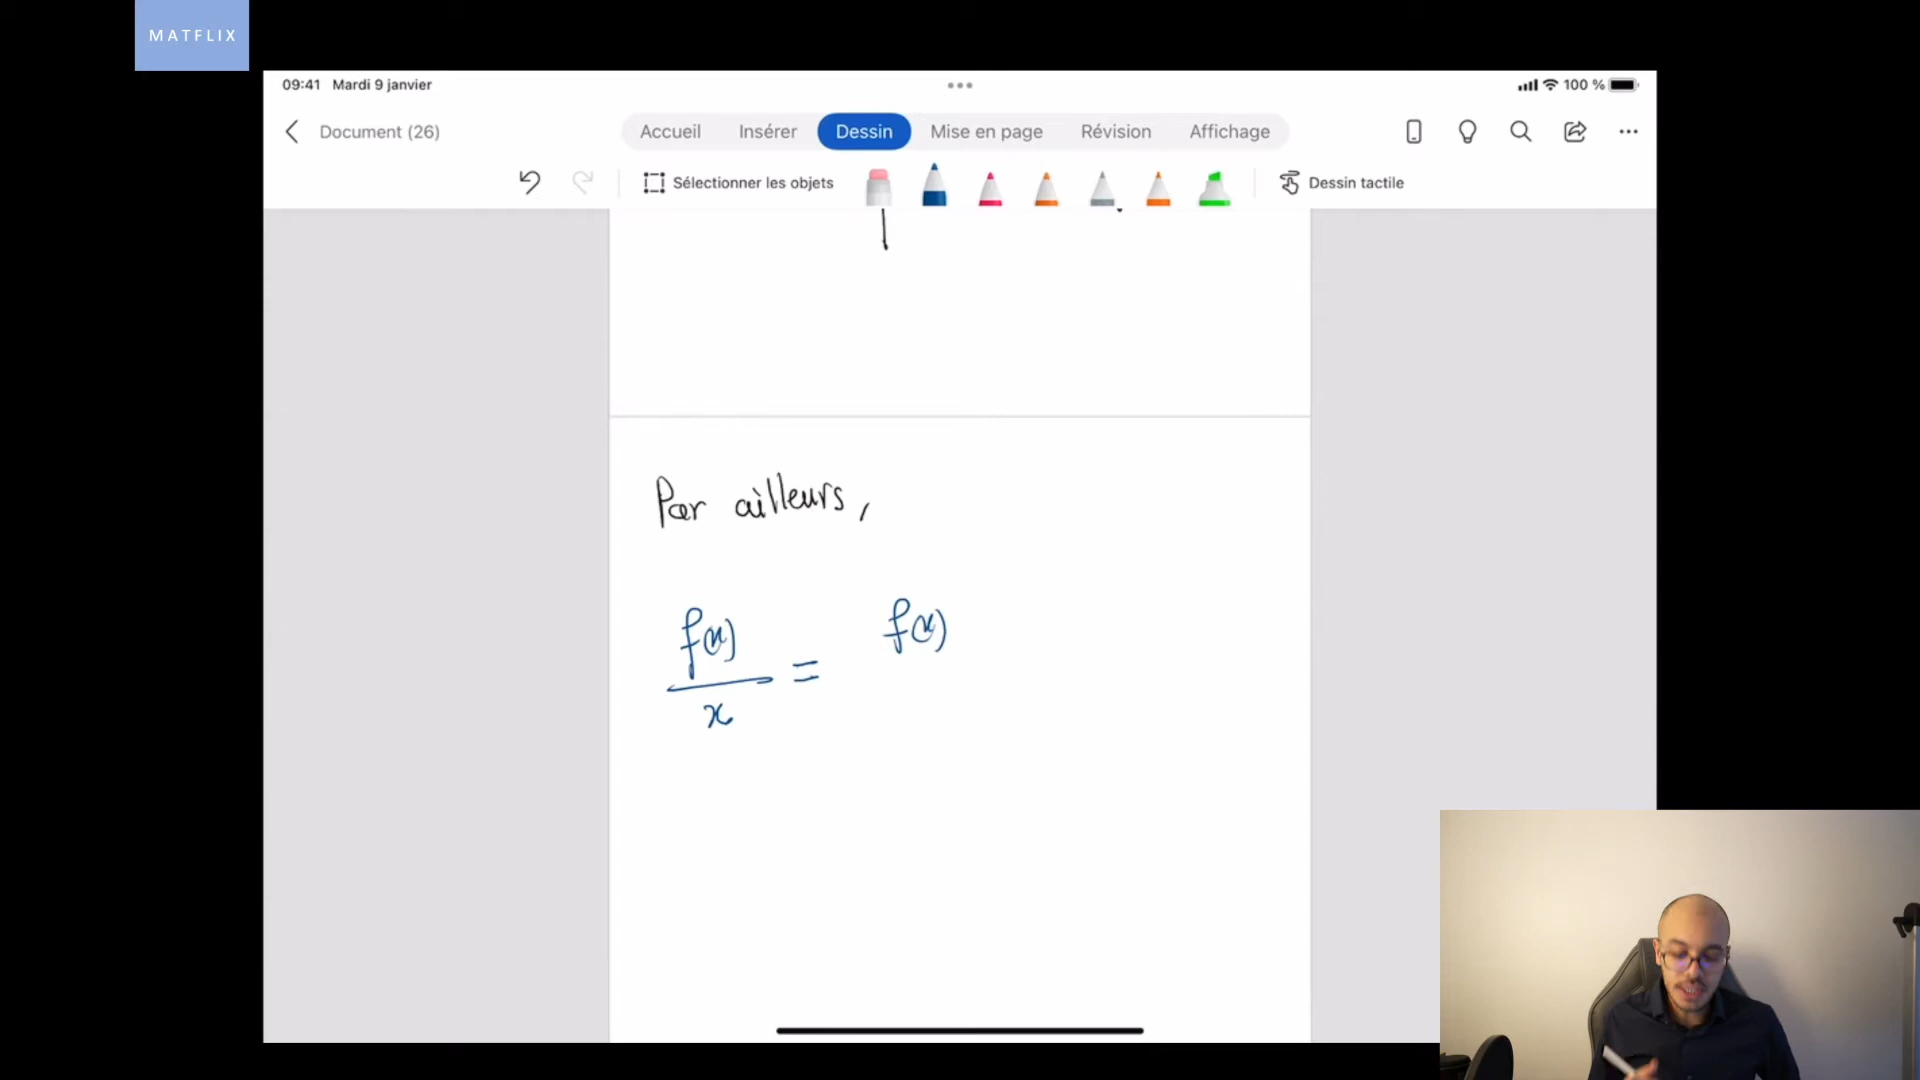 MATFLIX
09:41 Mardi 9 janvier
100 %
Document (26)
Accueil Insérer Dessin Mise en page Révision Affichage
Sélectionner les objets
Dessin tactile
Par ailleurs,
f(x) / x = f(x)